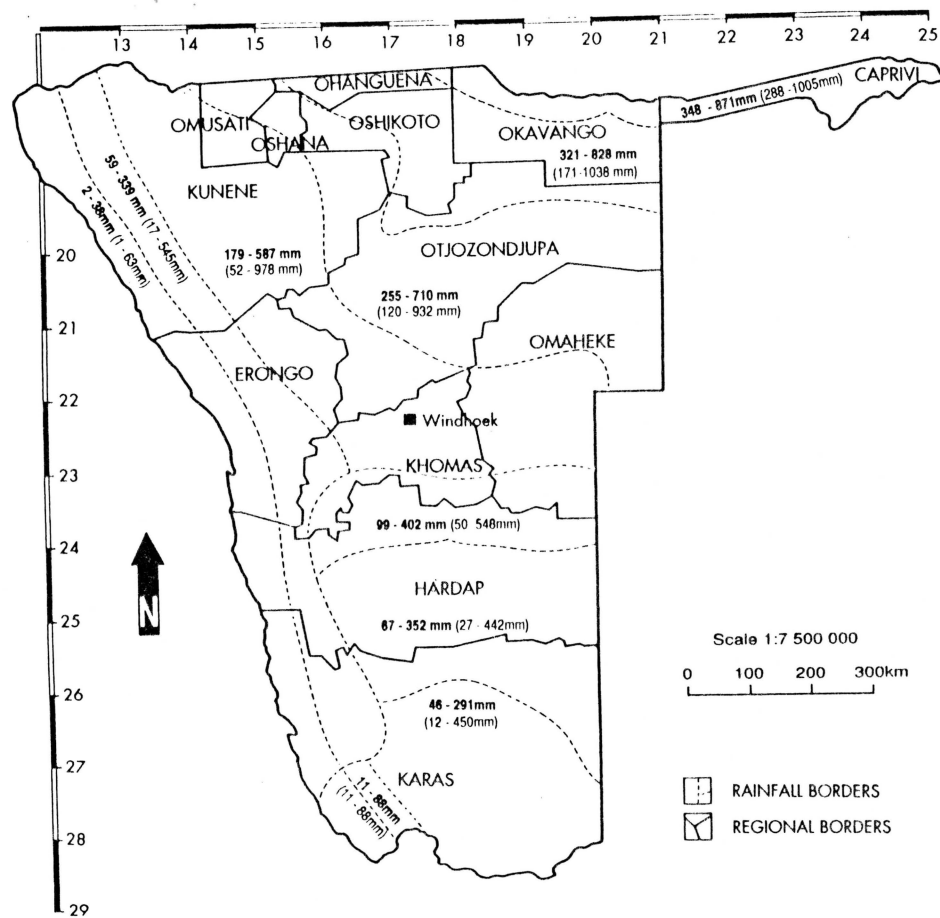 13 14 15 16 17 18 19 20 21 22 23 24 25
OHANGUENA
CAPRIVI
348 - 871mm (288 -1005mm)
OMUSATI
OSHANA
OSHIKOTO
OKAVANGO
321 - 828 mm
(171 -1038 mm)
KUNENE
59 - 339 mm (17 - 545mm)
2 - 38mm (1 - 63mm)
179 - 587 mm
(52 - 978 mm)
OTJOZONDJUPA
255 - 710 mm
(120 - 932 mm)
OMAHEKE
ERONGO
Windhoek
KHOMAS
99 - 402 mm (50 548mm)
HARDAP
67 - 352 mm (27 - 442mm)
46 - 291mm
(12 - 450mm)
KARAS
11 - 88mm
(11 - 88mm)
20
21
22
23
24
25
26
27
28
29
N
Scale 1:7 500 000
0 100 200 300km
RAINFALL BORDERS
REGIONAL BORDERS